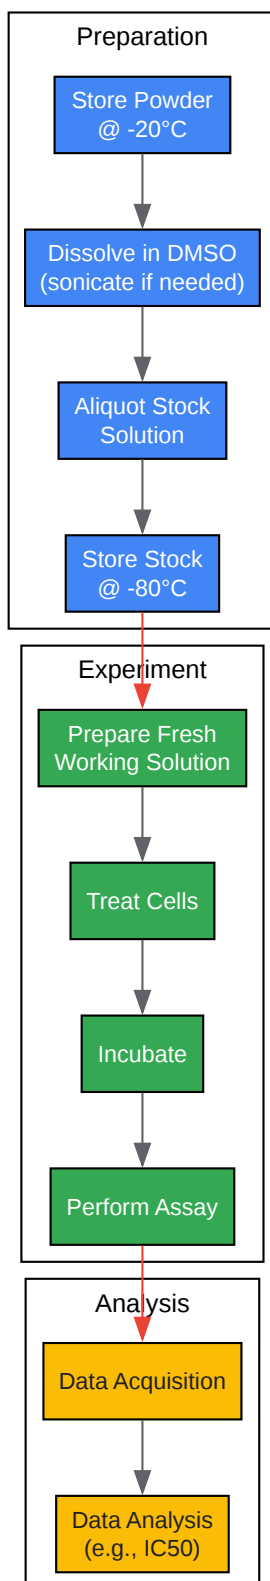 Preparation
Store Powder
@ -20°C
Dissolve in DMSO
(sonicate if needed)
Aliquot Stock
Solution
Store Stock
@ -80°C
Experiment
Prepare Fresh
Working Solution
Treat Cells
Incubate
Perform Assay
Analysis
Data Acquisition
Data Analysis
(e.g., IC50)